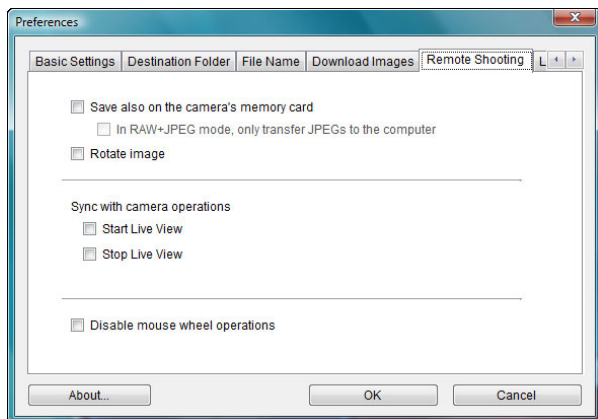 Preferences
Basic Settings Destination Folder File Name Download Images Remote Shooting L
Save also on the camera's memory card
In RAW+JPEG mode, only transfer JPEGs to the computer
Rotate image
Sync with camera operations
Start Live View
Stop Live View
Disable mouse wheel operations
About... OK Cancel